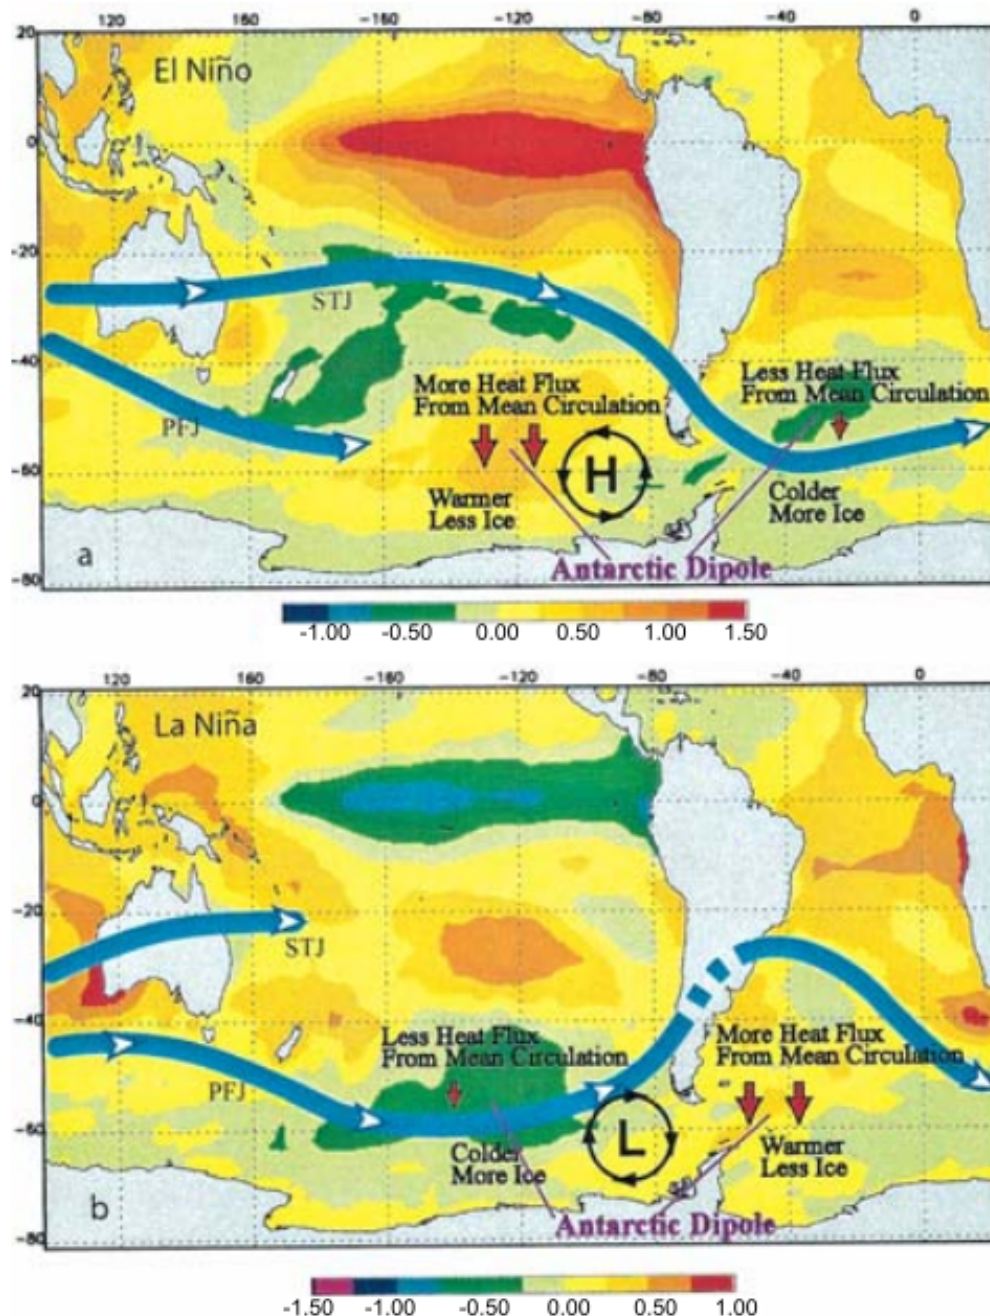 120 160 −160 −120 −80 −40 0
20
El Niño
0
−20
STJ
−40
More Heat Flux
From Mean Circulation
Less Heat Flux
From Mean Circulation
PFJ
−60
H
Warmer
Less Ice
Colder
More Ice
a
Antarctic Dipole
−80
-1.00 -0.50 0.00 0.50 1.00 1.50
20 120 160 −160 −120 −80 −40 0
La Niña
0
−20
STJ
−40
Less Heat Flux
From Mean Circulation
More Heat Flux
From Mean Circulation
PFJ
−60
L
Colder
More Ice
Warmer
Less Ice
b
Antarctic Dipole
−80
-1.50 -1.00 -0.50 0.00 0.50 1.00